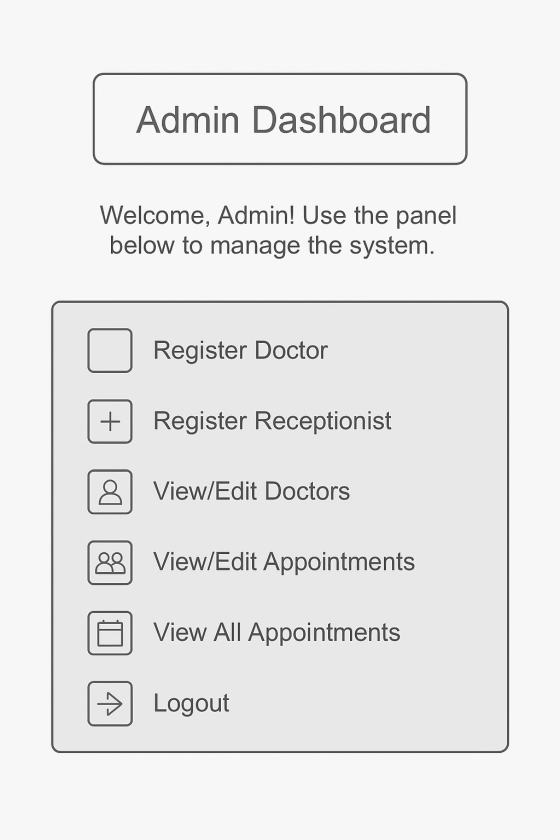 Admin Dashboard
Welcome, Admin! Use the panel
below to manage the system.
Register Doctor
Register Receptionist
View/Edit Doctors
View/Edit Appointments
View All Appointments
Logout